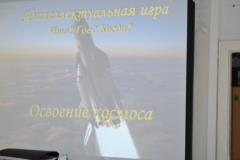 Интеллектуальная игра
Что? Где? Когда?
Освоение космоса